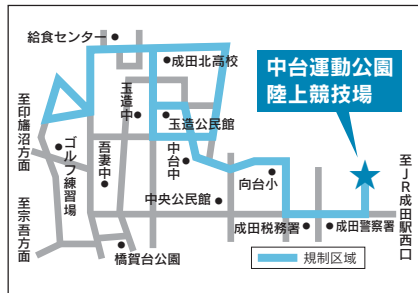 給食センター
成田北高校
中台運動公園
陸上競技場
玉造中
玉造公民館
至印旛沼方面
ゴルフ練習場
吾妻中
中台中
向台小
至JR成田駅西口
中央公民館
至宗吾方面
成田税務署
成田警察署
橋賀台公園
規制区域